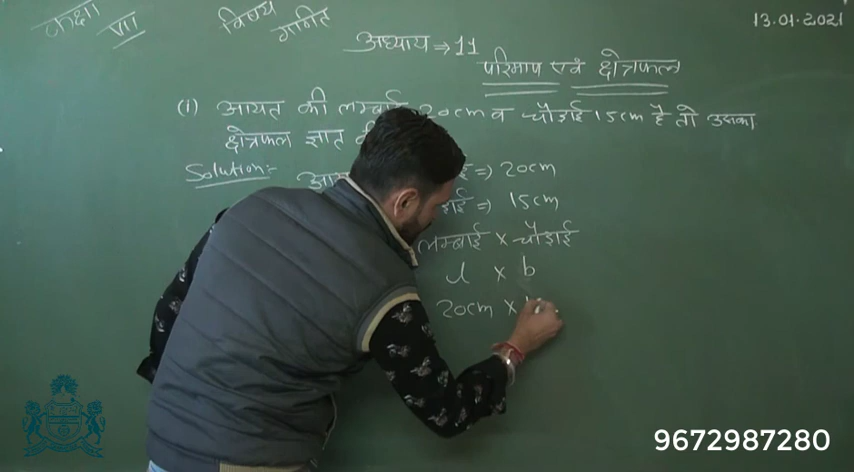 कक्षा VII
विषय गणित
13.01.2021
अध्याय ⇒ 11
परिमाप एवं क्षेत्रफल
(i) आयत की लम्बाई 20cm व चौड़ाई 15cm है तो उसका
क्षेत्रफल ज्ञात
Solution:- ⇒ 20cm
⇒ 15cm
लम्बाई × चौड़ाई
l × b
20cm ×
9672987280